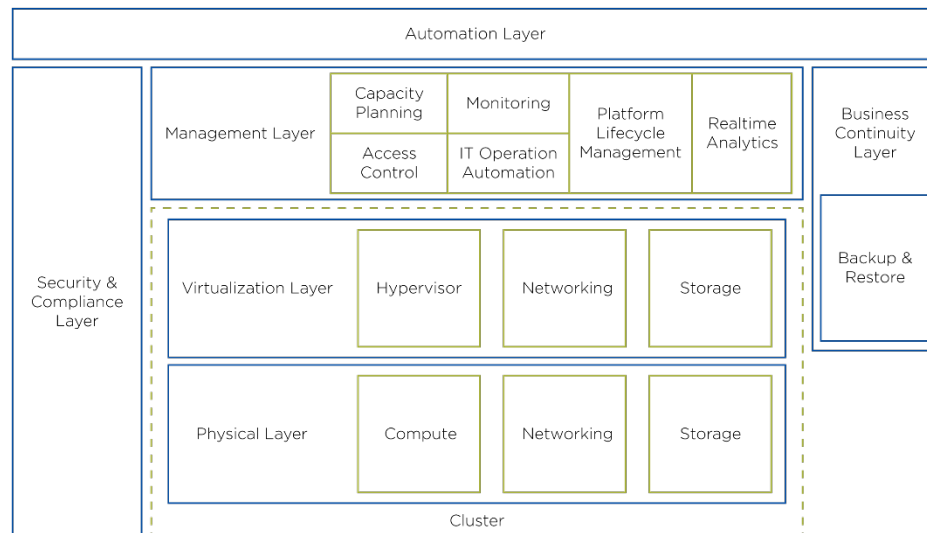 Automation Layer
Security &
Compliance
Layer
Management Layer
Capacity
Planning
Monitoring
Access
Control
IT Operation
Automation
Platform
Lifecycle
Management
Realtime
Analytics
Business
Continuity
Layer
Backup &
Restore
Virtualization Layer
Hypervisor
Networking
Storage
Physical Layer
Compute
Networking
Storage
Cluster